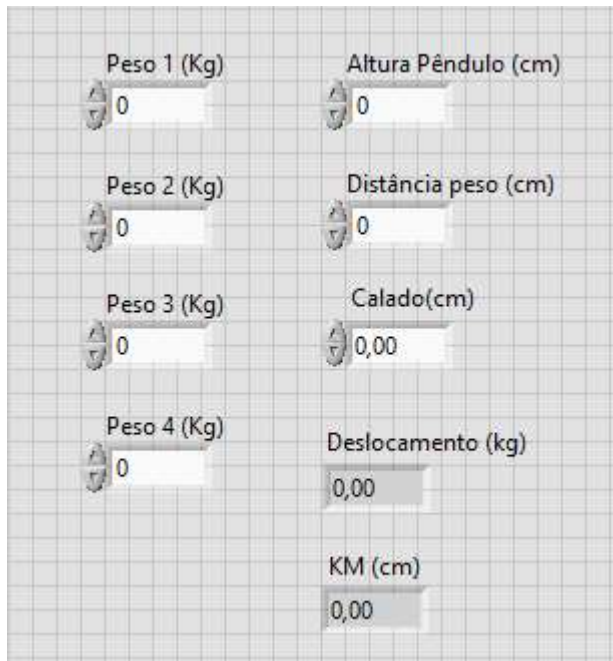 Peso 1 (Kg)
0
Altura Pêndulo (cm)
0
Peso 2 (Kg)
0
Distância peso (cm)
0
Peso 3 (Kg)
0
Calado(cm)
0,00
Peso 4 (Kg)
0
Deslocamento (kg)
0,00
KM (cm)
0,00